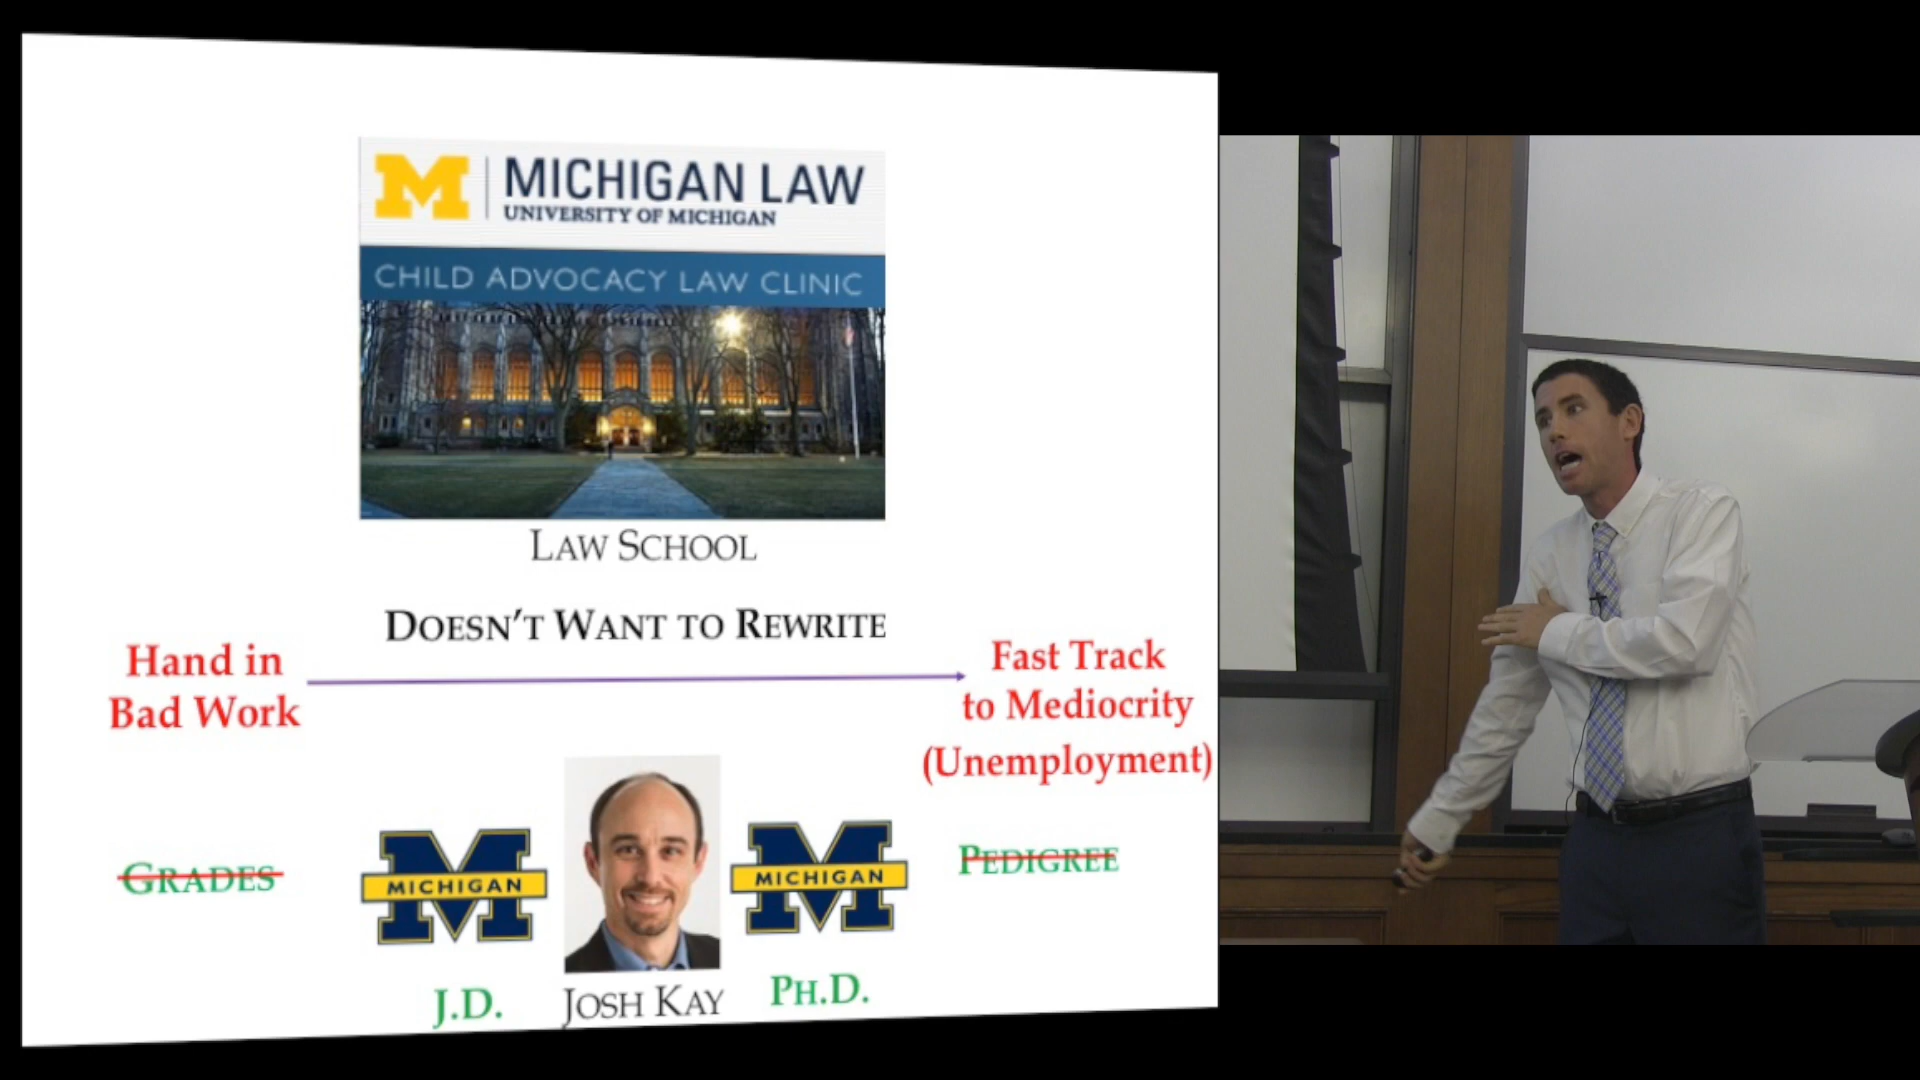 MICHIGAN LAW
UNIVERSITY OF MICHIGAN
CHILD ADVOCACY LAW CLINIC
LAW SCHOOL
DOESN'T WANT TO REWRITE
Hand in
Bad Work
Fast Track
to Mediocrity
(Unemployment)
GRADES
MICHIGAN
MICHIGAN
PEDIGREE
J.D.
JOSH KAY
PH.D.